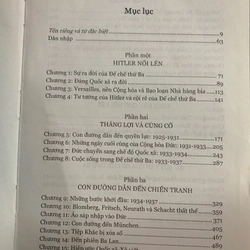 Mục lục
Tên riêng và từ đặc biệt 9
Dẫn nhập 63
Phần một
HITLER NỔI LÊN
Chương 1: Sự ra đời của Đế chế thứ Ba 71
Chương 2: Đảng Quốc xã ra đời
Chương 3: Versailles, nền Cộng hòa và Bạo loạn Nhà hàng bia
Chương 4: Tư tưởng của Hitler và cội rễ của Đế chế thứ Ba
Phần hai
THẮNG LỢI VÀ CỦNG CỐ
Chương 5: Con đường dẫn đến quyền lực: 1925-1931
Chương 6: Những ngày cuối cùng của Cộng hòa Đức: 1931-1933
Chương 7: Đức chuyển sang chế độ Quốc xã: 1933-1934
Chương 8: Cuộc sống trong Đế chế thứ Ba: 1933-1937
Phần ba
CON ĐƯỜNG DẪN ĐẾN CHIẾN TRANH
Chương 9: Những bước khởi đầu: 1934-1937 329
Chương 10: Blomberg, Fritsch, Neurath và Schacht thất thế
Chương 11: Áo sáp nhập vào Đức
Chương 12: Con đường đến München
Chương 13: Tiệp Khắc bị xóa sổ
Chương 14: Đến phiên Ba Lan